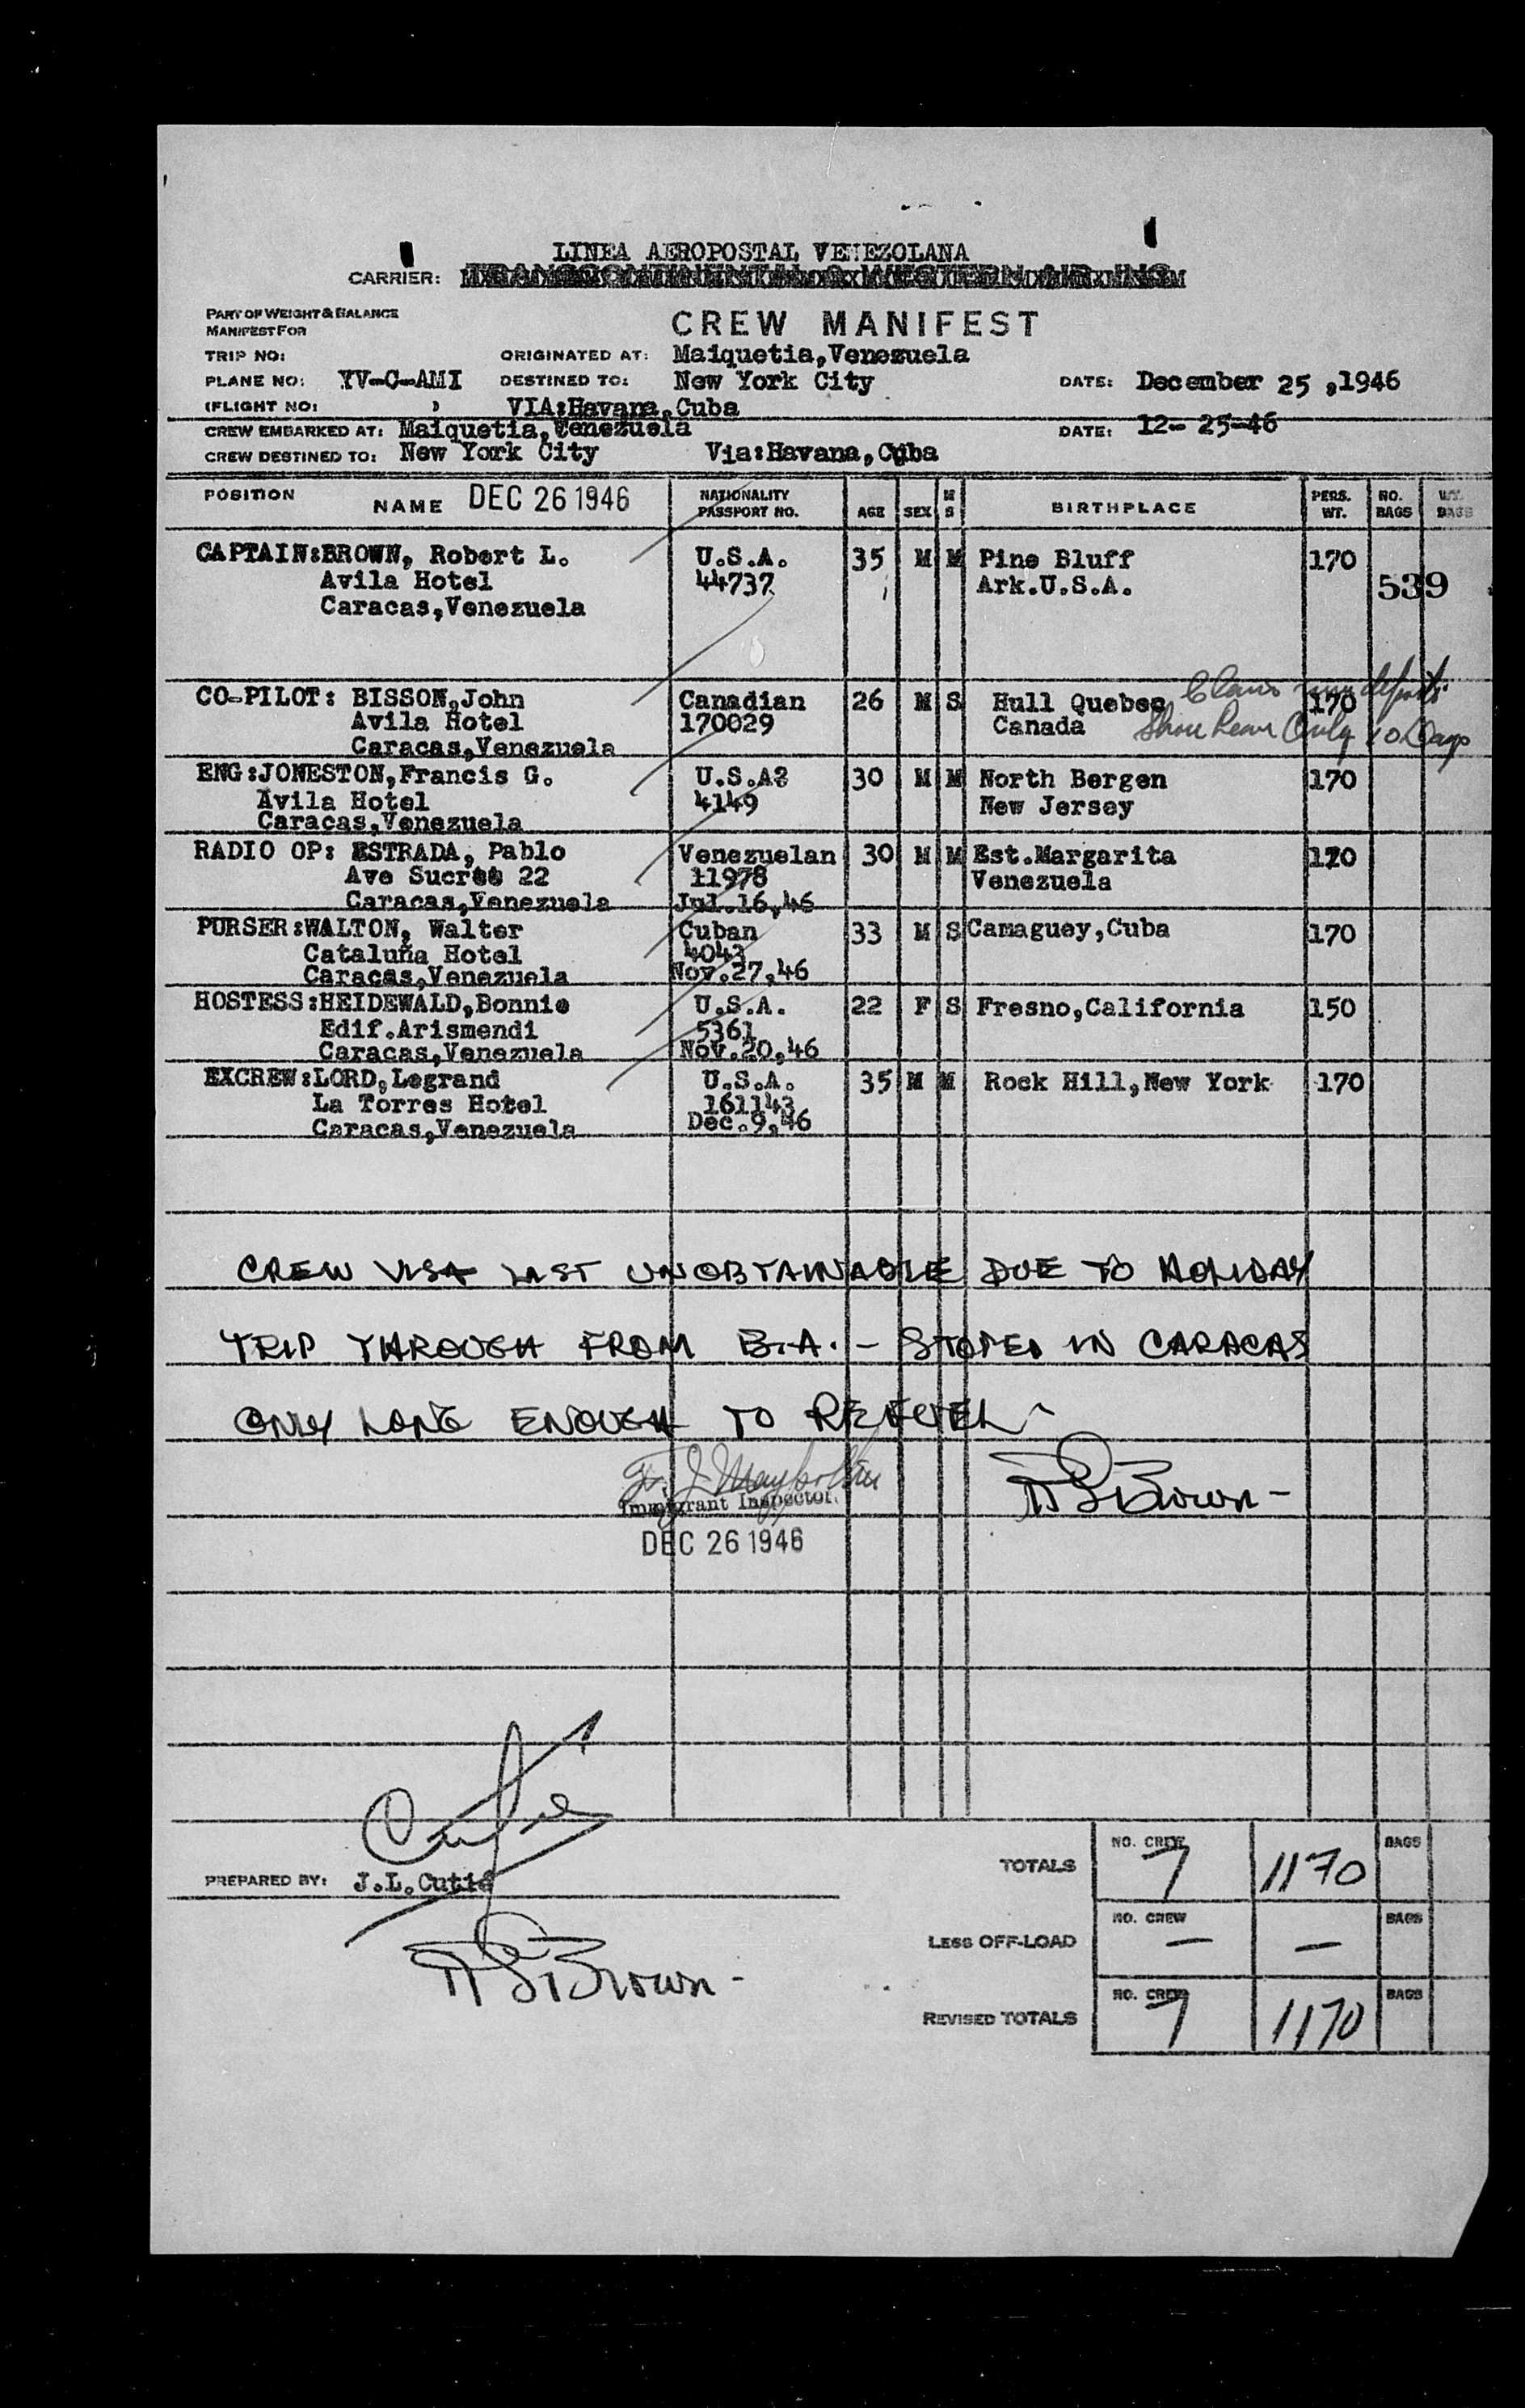 LINEA AEROPOSTAL VENEZOLANA
CARRIER:
PART OF WEIGHT & BALANCE
MANIFEST FOR
CREW MANIFEST
TRIP NO: ORIGINATED AT: Maiquetia,Venezuela
PLANE NO: YV-C-AMI DESTINED TO: New York City DATE: December 25 ,1946
(FLIGHT NO: ) VIA:Havana,Cuba
CREW EMBARKED AT: Maiquetia,Venezuela DATE: 12- 25-46
CREW DESTINED TO: New York City Via:Havana,Cuba
POSITION NAME DEC 26 1946 NATIONALITY PASSPORT NO. AGE SEX M S BIRTHPLACE PERS. WT. NO. BAGS WT. BAGS
CAPTAIN:BROWN, Robert L. U.S.A. 35 M M Pine Bluff 170
Avila Hotel 44737 Ark.U.S.A. 539
Caracas,Venezuela
CO-PILOT: BISSON,John Canadian 26 M S Hull Quebec 170
Avila Hotel 170029 Canada Only 10 Days
Caracas,Venezuela
ENG:JONESTON,Francis G. U.S.A? 30 M M North Bergen 170
Avila Hotel 4149 New Jersey
Caracas,Venezuela
RADIO OP: ESTRADA, Pablo Venezuelan 30 M M Est.Margarita 170
Ave Sucre 22 11978 Venezuela
Caracas,Venezuela Jul.16,46
PURSER:WALTON, Walter Cuban 33 M S Camaguey,Cuba 170
Cataluña Hotel 4043
Caracas,Venezuela Nov.27,46
HOSTESS:HEIDEWALD,Bonnie U.S.A. 22 F S Fresno,California 150
Edif.Arismendi 5361
Caracas,Venezuela Nov.20,46
EXCREW:LORD,Legrand U.S.A. 35 M M Rock Hill,New York 170
La Torres Hotel 161143
Caracas,Venezuela Dec.9,46
CREW VISA LAST UNOBTAINABLE DUE TO HOLIDAY
TRIP THROUGH FROM B.A. - STOPED IN CARACAS
ONLY LONG ENOUGH TO REFUEL -
Immigrant Inspector. R L Brown -
DEC 26 1946
TOTALS NO. CREW 7 1170 BAGS
PREPARED BY: J.L.Cutié
LESS OFF-LOAD NO. CREW — — BAGS
R L Brown -
REVISED TOTALS NO. CREW 7 1170 BAGS